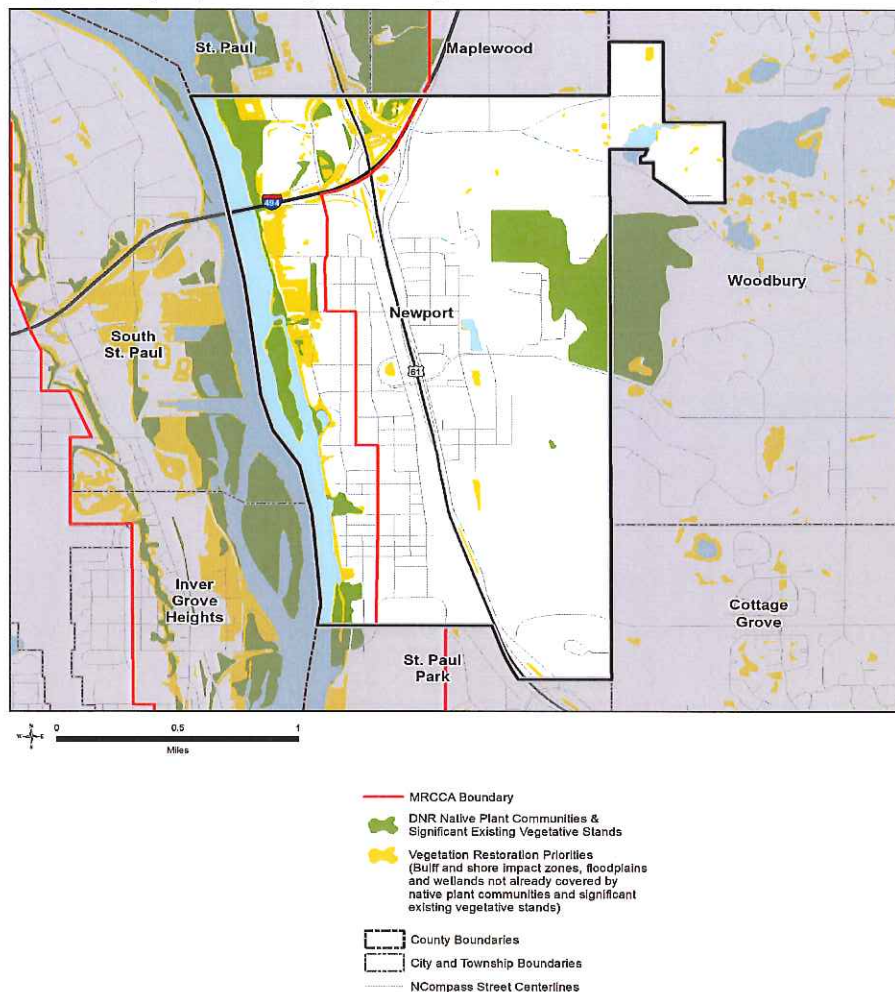 St. Paul
Maplewood
494
Woodbury
Newport
South
St. Paul
61
Inver
Grove
Heights
Cottage
Grove
St. Paul
Park
N
W E
S
0 0.5 1
Miles
MRCCA Boundary
DNR Native Plant Communities &
Significant Existing Vegetative Stands
Vegetation Restoration Priorities
(Bluff and shore impact zones, floodplains
and wetlands not already covered by
native plant communities and significant
existing vegetative stands)
County Boundaries
City and Township Boundaries
NCompass Street Centerlines